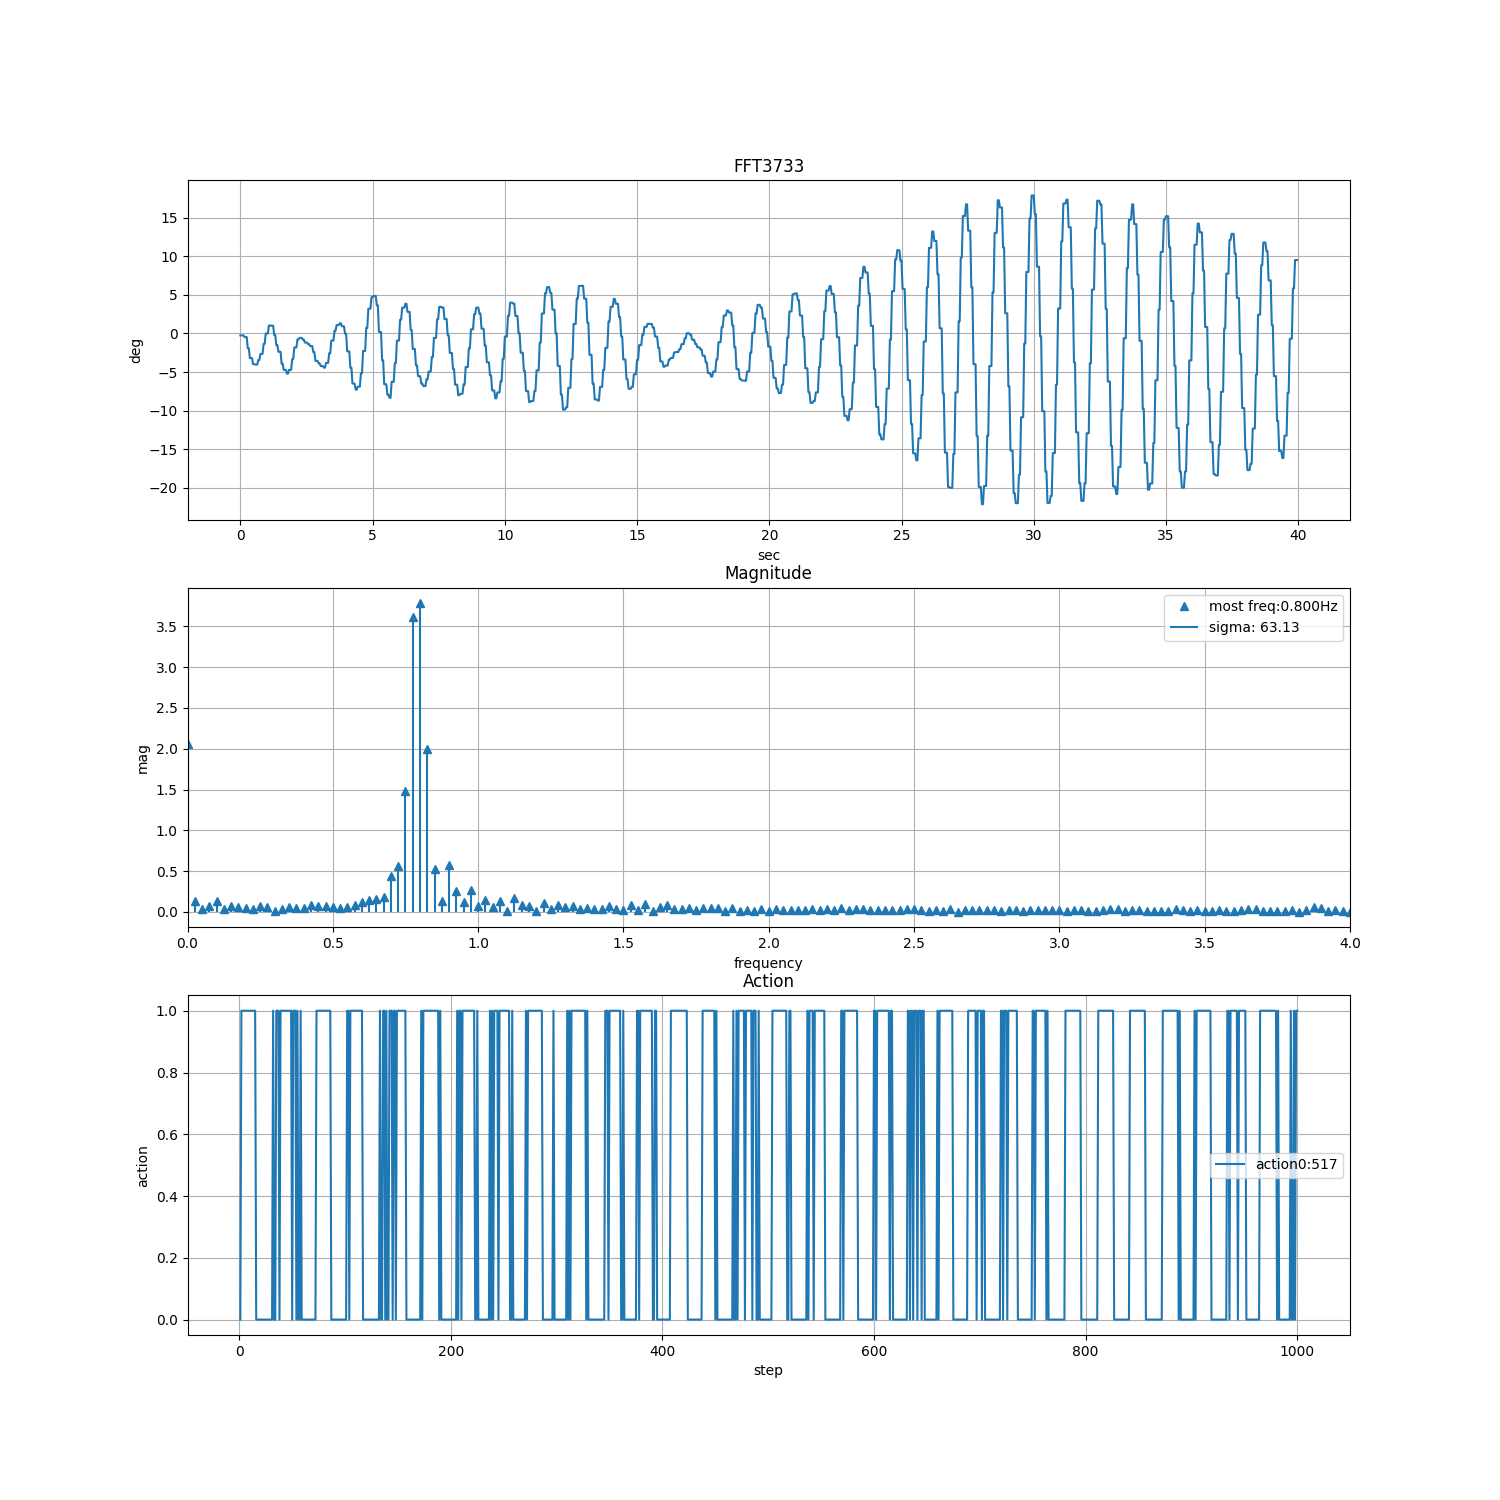 FFT3733
15
10
5
0
−5
−10
−15
−20
deg
0 5 10 15 20 25 30 35 40
sec
Magnitude
most freq:0.800Hz
sigma: 63.13
3.5
3.0
2.5
2.0
1.5
1.0
0.5
0.0
mag
0.0 0.5 1.0 1.5 2.0 2.5 3.0 3.5 4.0
frequency
Action
1.0
0.8
0.6
0.4
0.2
0.0
action
action0:517
0 200 400 600 800 1000
step